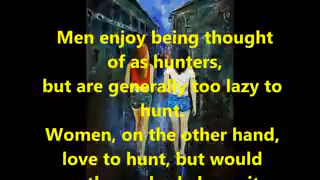 Men enjoy being thought
of as hunters,
but are generally too lazy to
hunt.
Women, on the other hand,
love to hunt, but would